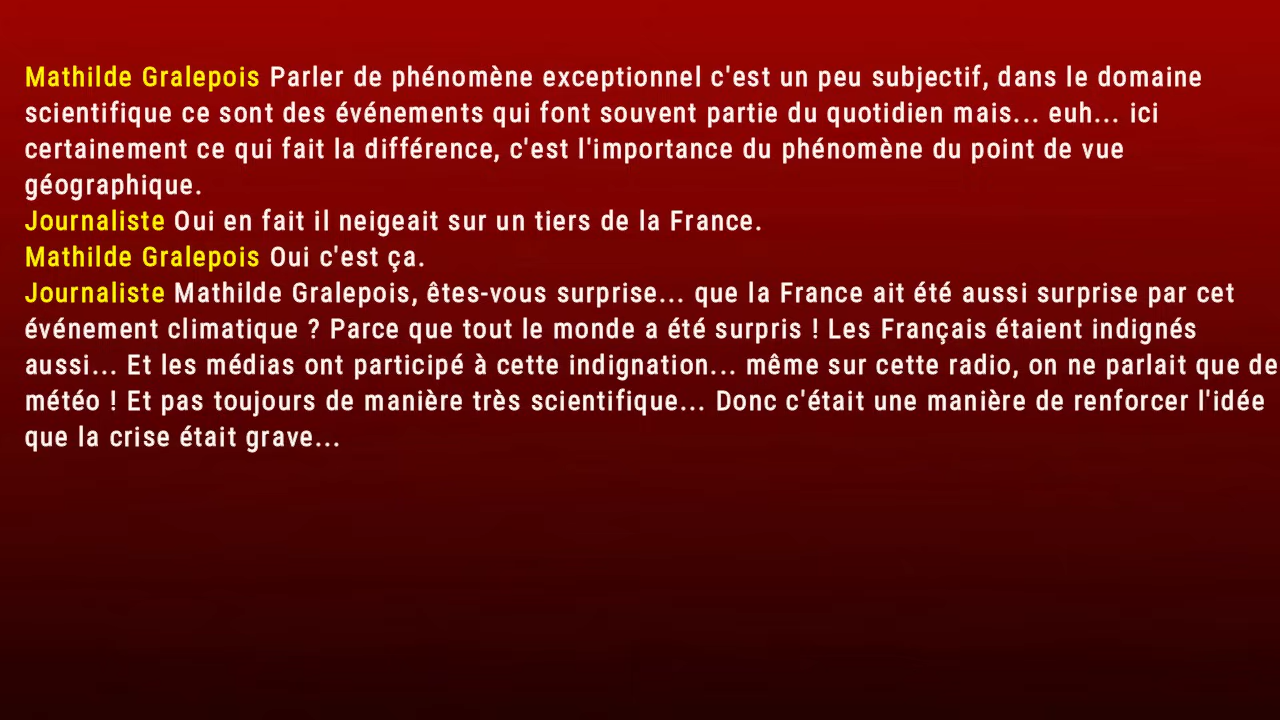 Mathilde Gralepois Parler de phénomène exceptionnel c'est un peu subjectif, dans le domaine
scientifique ce sont des événements qui font souvent partie du quotidien mais... euh... ici
certainement ce qui fait la différence, c'est l'importance du phénomène du point de vue
géographique.
Journaliste Oui en fait il neigeait sur un tiers de la France.
Mathilde Gralepois Oui c'est ça.
Journaliste Mathilde Gralepois, êtes-vous surprise... que la France ait été aussi surprise par cet
événement climatique ? Parce que tout le monde a été surpris ! Les Français étaient indignés
aussi... Et les médias ont participé à cette indignation... même sur cette radio, on ne parlait que de
météo ! Et pas toujours de manière très scientifique... Donc c'était une manière de renforcer l'idée
que la crise était grave...